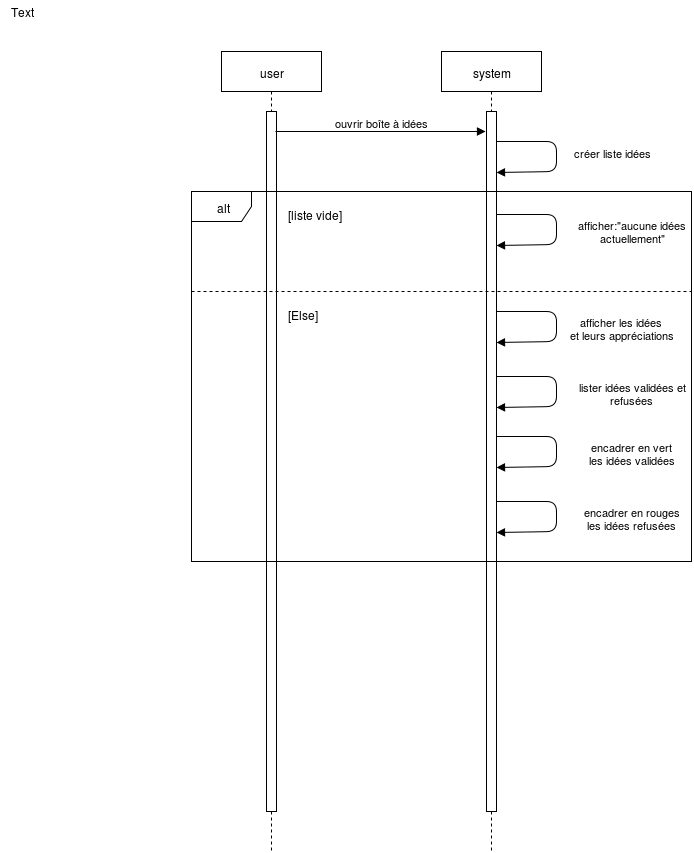 Text
user
system
ouvrir boîte à idées
créer liste idées
alt
[liste vide]
afficher:"aucune idées
actuellement"
[Else]
afficher les idées
et leurs appréciations
lister idées validées et
refusées
encadrer en vert
les idées validées
encadrer en rouges
les idées refusées